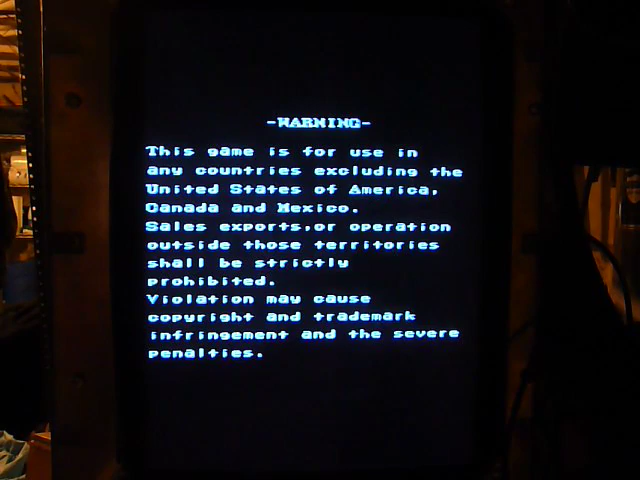 -WARNING-
This game is for use in
any countries excluding the
United States of America,
Canada and Mexico.
Sales exports,or operation
outside those territories
shall be strictly
prohibited.
Violation may cause
copyright and trademark
infringement and the severe
penalties.